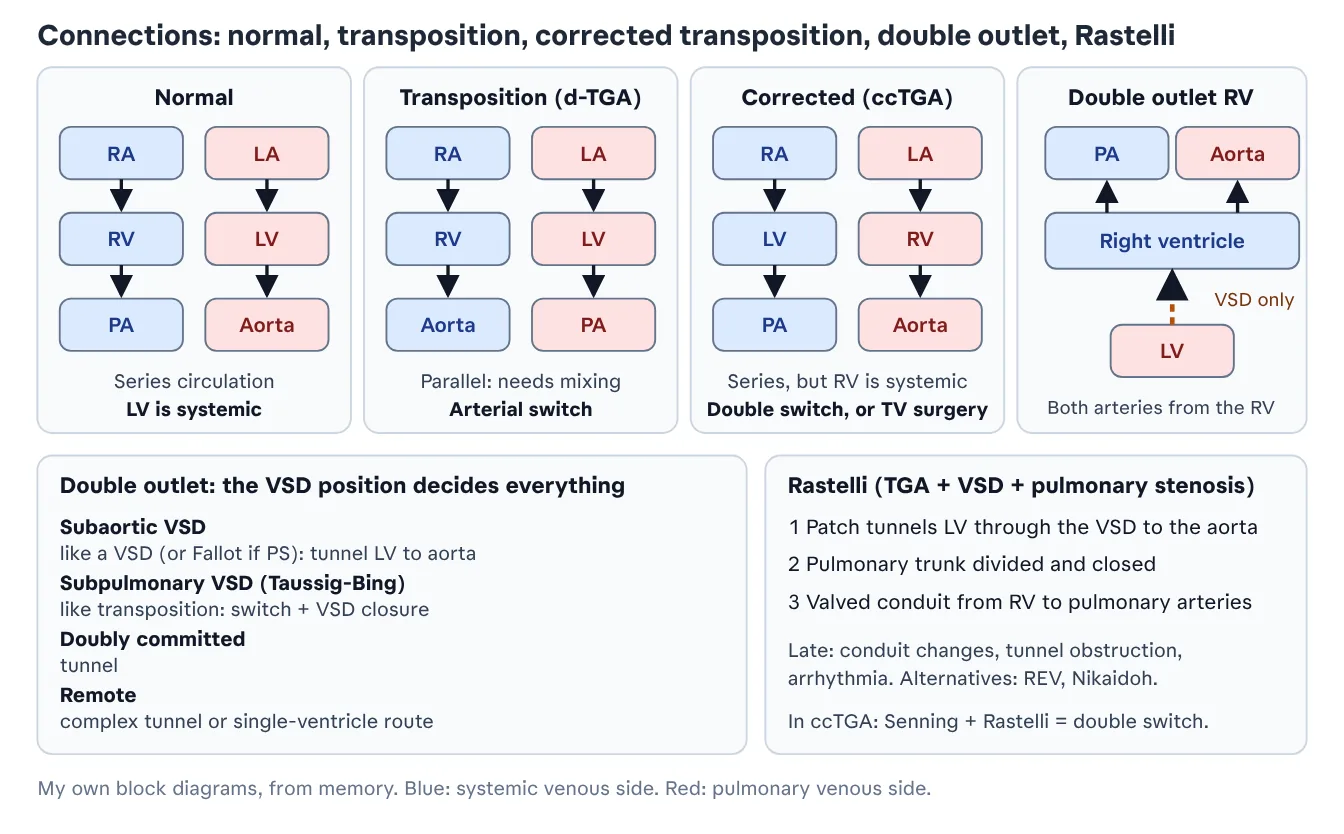 Connections: normal, transposition, corrected transposition, double outlet, Rastelli
Normal
RA
LA
RV
LV
PA
Aorta
Series circulation
LV is systemic
Transposition (d-TGA)
RA
LA
RV
LV
Aorta
PA
Parallel: needs mixing
Arterial switch
Corrected (ccTGA)
RA
LA
LV
RV
PA
Aorta
Series, but RV is systemic
Double switch, or TV surgery
Double outlet RV
PA
Aorta
Right ventricle
VSD only
LV
Both arteries from the RV
Double outlet: the VSD position decides everything
Subaortic VSD
like a VSD (or Fallot if PS): tunnel LV to aorta
Subpulmonary VSD (Taussig-Bing)
like transposition: switch + VSD closure
Doubly committed
tunnel
Remote
complex tunnel or single-ventricle route
Rastelli (TGA + VSD + pulmonary stenosis)
1 Patch tunnels LV through the VSD to the aorta
2 Pulmonary trunk divided and closed
3 Valved conduit from RV to pulmonary arteries
Late: conduit changes, tunnel obstruction,
arrhythmia. Alternatives: REV, Nikaidoh.
In ccTGA: Senning + Rastelli = double switch.
My own block diagrams, from memory. Blue: systemic venous side. Red: pulmonary venous side.